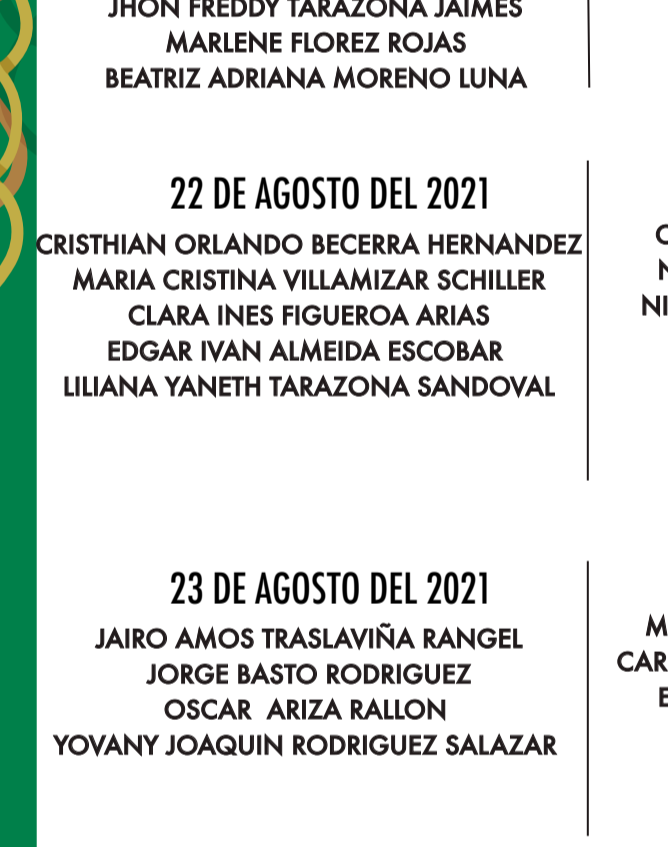 JHON FREDDY TARAZONA JAIMES
MARLENE FLOREZ ROJAS
BEATRIZ ADRIANA MORENO LUNA
22 DE AGOSTO DEL 2021
CRISTHIAN ORLANDO BECERRA HERNANDEZ
MARIA CRISTINA VILLAMIZAR SCHILLER
CLARA INES FIGUEROA ARIAS
EDGAR IVAN ALMEIDA ESCOBAR
LILIANA YANETH TARAZONA SANDOVAL
23 DE AGOSTO DEL 2021
JAIRO AMOS TRASLAVIÑA RANGEL
JORGE BASTO RODRIGUEZ
OSCAR  ARIZA RALLON
YOVANY JOAQUIN RODRIGUEZ SALAZAR